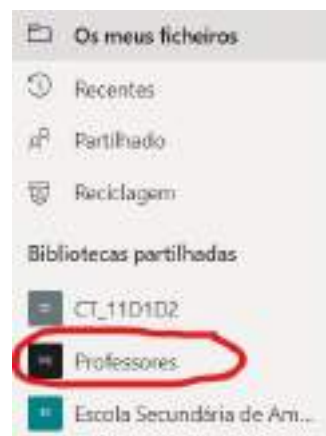 Os meus ficheiros
Recentes
Partilhado
Reciclagem
Bibliotecas partilhadas
CT_11D1D2
Professores
Escola Secundária de Am...